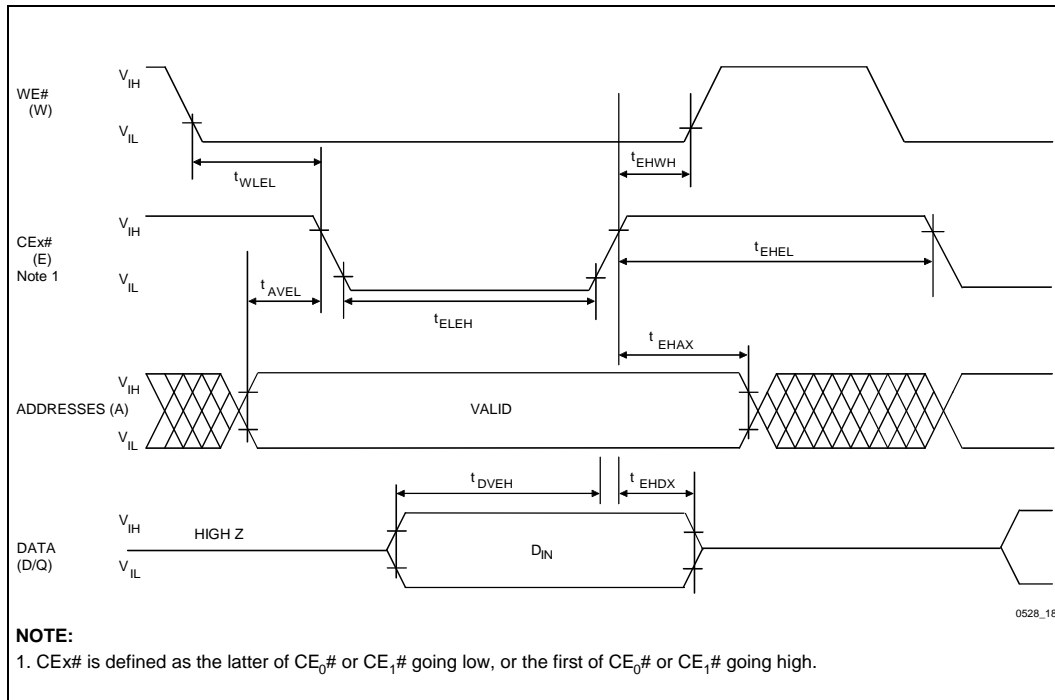 WE#
(W)
V_IH
V_IL
t_WLEL
t_EHWH
CEx#
(E)
Note 1
V_IH
V_IL
t_AVEL
t_ELEH
t_EHEL
t_EHAX
ADDRESSES (A)
V_IH
V_IL
VALID
t_DVEH
t_EHDX
DATA
(D/Q)
V_IH
V_IL
HIGH Z
D_IN
0528_18
NOTE:
1. CEx# is defined as the latter of CE_0# or CE_1# going low, or the first of CE_0# or CE_1# going high.